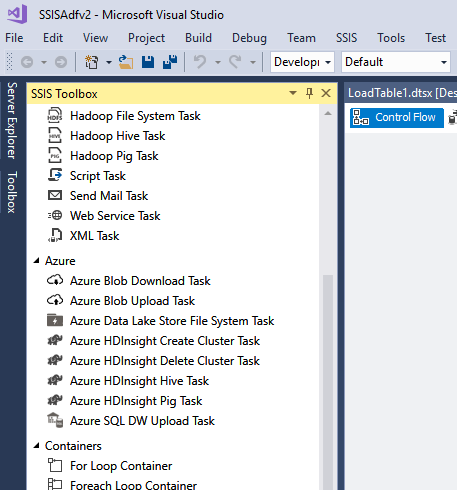 SSISAdfv2 - Microsoft Visual Studio
File Edit View Project Build Debug Team SSIS Tools Test
Developı Default
Server Explorer
Toolbox
SSIS Toolbox
LoadTable1.dtsx [Des
Control Flow
HDFS Hadoop File System Task
HIVE Hadoop Hive Task
PIG Hadoop Pig Task
Script Task
Send Mail Task
Web Service Task
XML Task
Azure
Azure Blob Download Task
Azure Blob Upload Task
Azure Data Lake Store File System Task
Azure HDInsight Create Cluster Task
Azure HDInsight Delete Cluster Task
Azure HDInsight Hive Task
Azure HDInsight Pig Task
Azure SQL DW Upload Task
Containers
For Loop Container
Foreach Loop Container